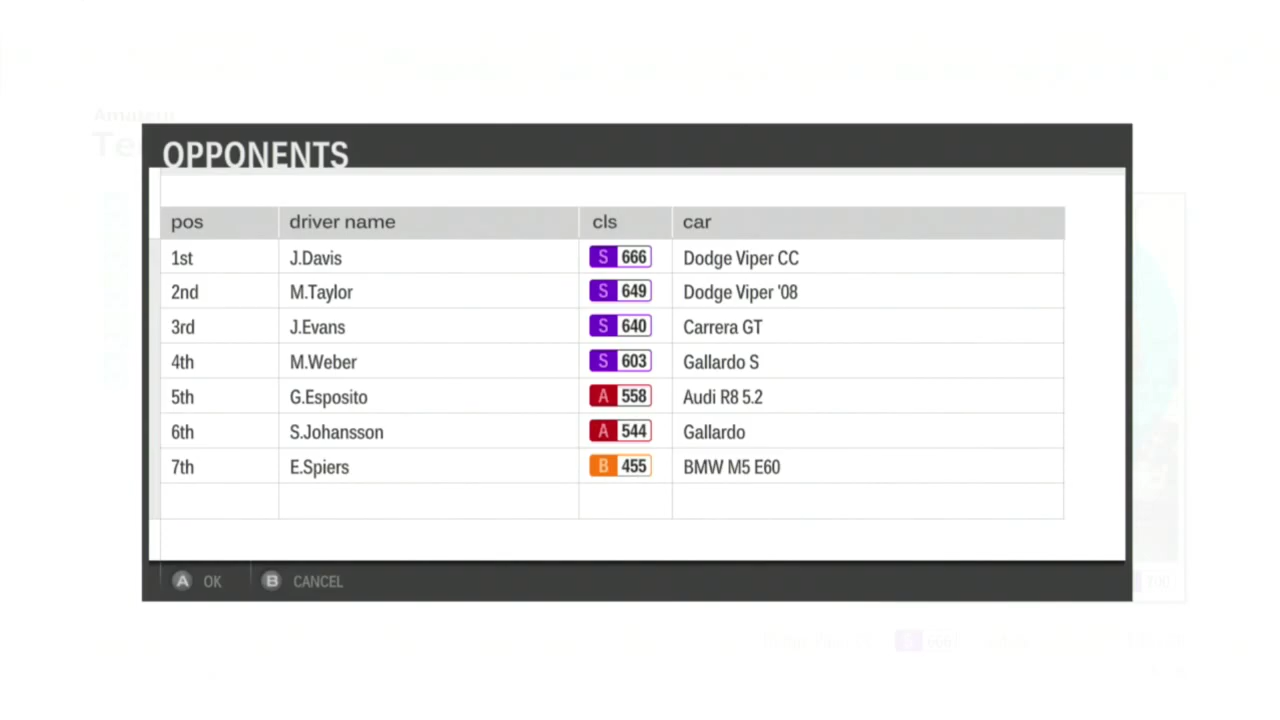 Amateur
OPPONENTS
pos driver name cls car
1st J.Davis S 666 Dodge Viper CC
2nd M.Taylor S 649 Dodge Viper '08
3rd J.Evans S 640 Carrera GT
4th M.Weber S 603 Gallardo S
5th G.Esposito A 558 Audi R8 5.2
6th S.Johansson A 544 Gallardo
7th E.Spiers B 455 BMW M5 E60
A OK B CANCEL